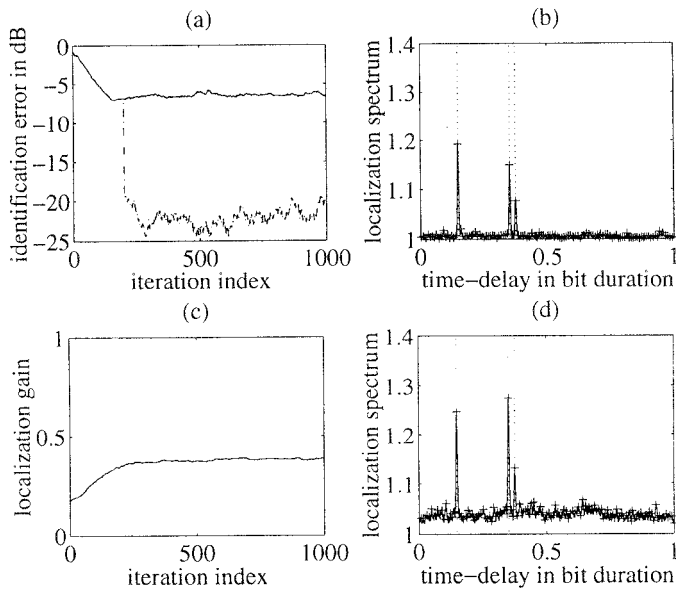 (a)
identification error in dB
0
−5
−10
−15
−20
−25
0
500
1000
iteration index
(b)
localization spectrum
1.4
1.3
1.2
1.1
1
0
0.5
1
time−delay in bit duration
(c)
localization gain
1
0.5
0
0
500
1000
iteration index
(d)
localization spectrum
1.4
1.3
1.2
1.1
1
0
0.5
1
time−delay in bit duration